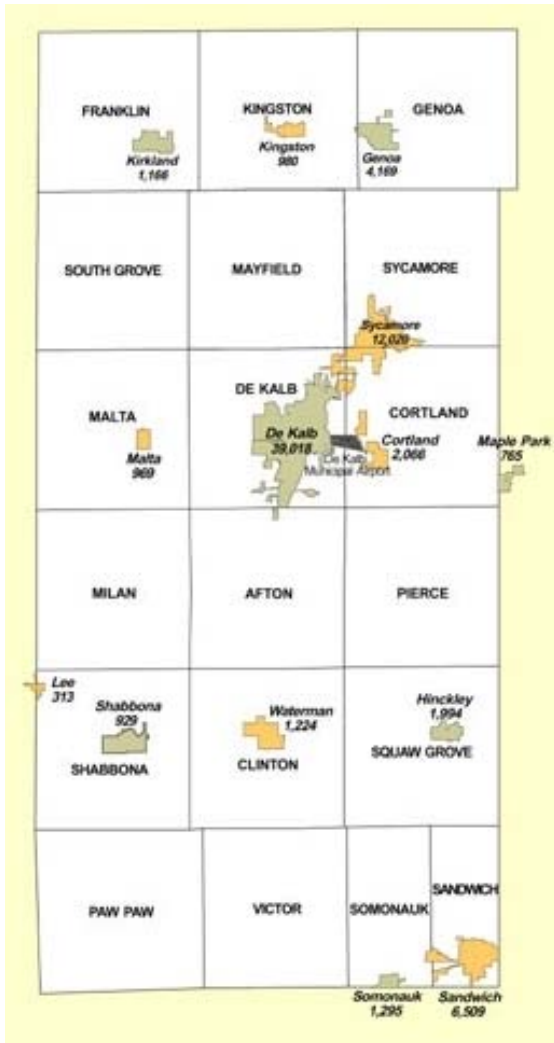 FRANKLIN
KINGSTON
GENOA
Kirkland
1,166
Kingston
980
Genoa
4,169
SOUTH GROVE
MAYFIELD
SYCAMORE
Sycamore
12,020
DE KALB
MALTA
CORTLAND
De Kalb
39,018
Malta
969
Cortland
2,066
De Kalb
Municipal Airport
Maple Park
765
MILAN
AFTON
PIERCE
Lee
313
Shabbona
929
SHABBONA
Waterman
1,224
CLINTON
Hinckley
1,994
SQUAW GROVE
PAW PAW
VICTOR
SOMONAUK
SANDWICH
Somonauk
1,295
Sandwich
6,509